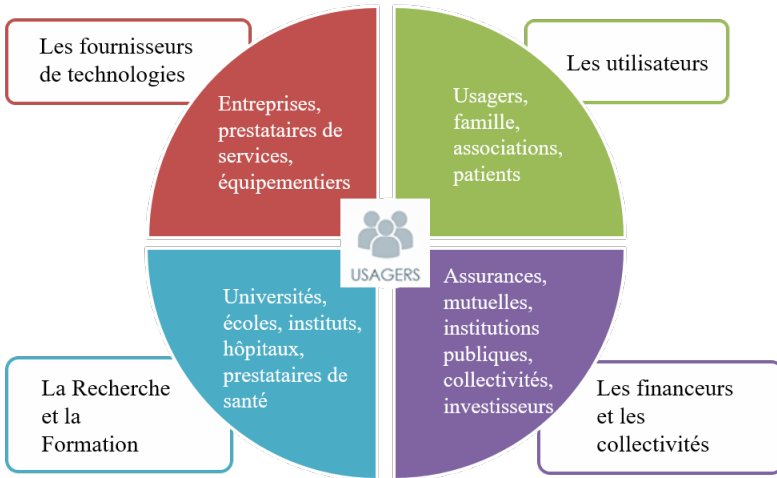 Les fournisseurs
de technologies
Entreprises,
prestataires de
services,
équipementiers
Les utilisateurs
Usagers,
famille,
associations,
patients
USAGERS
La Recherche
et la
Formation
Universités,
écoles, instituts,
hôpitaux,
prestataires de
santé
Assurances,
mutuelles,
institutions
publiques,
collectivités,
investisseurs
Les financeurs
et les
collectivités